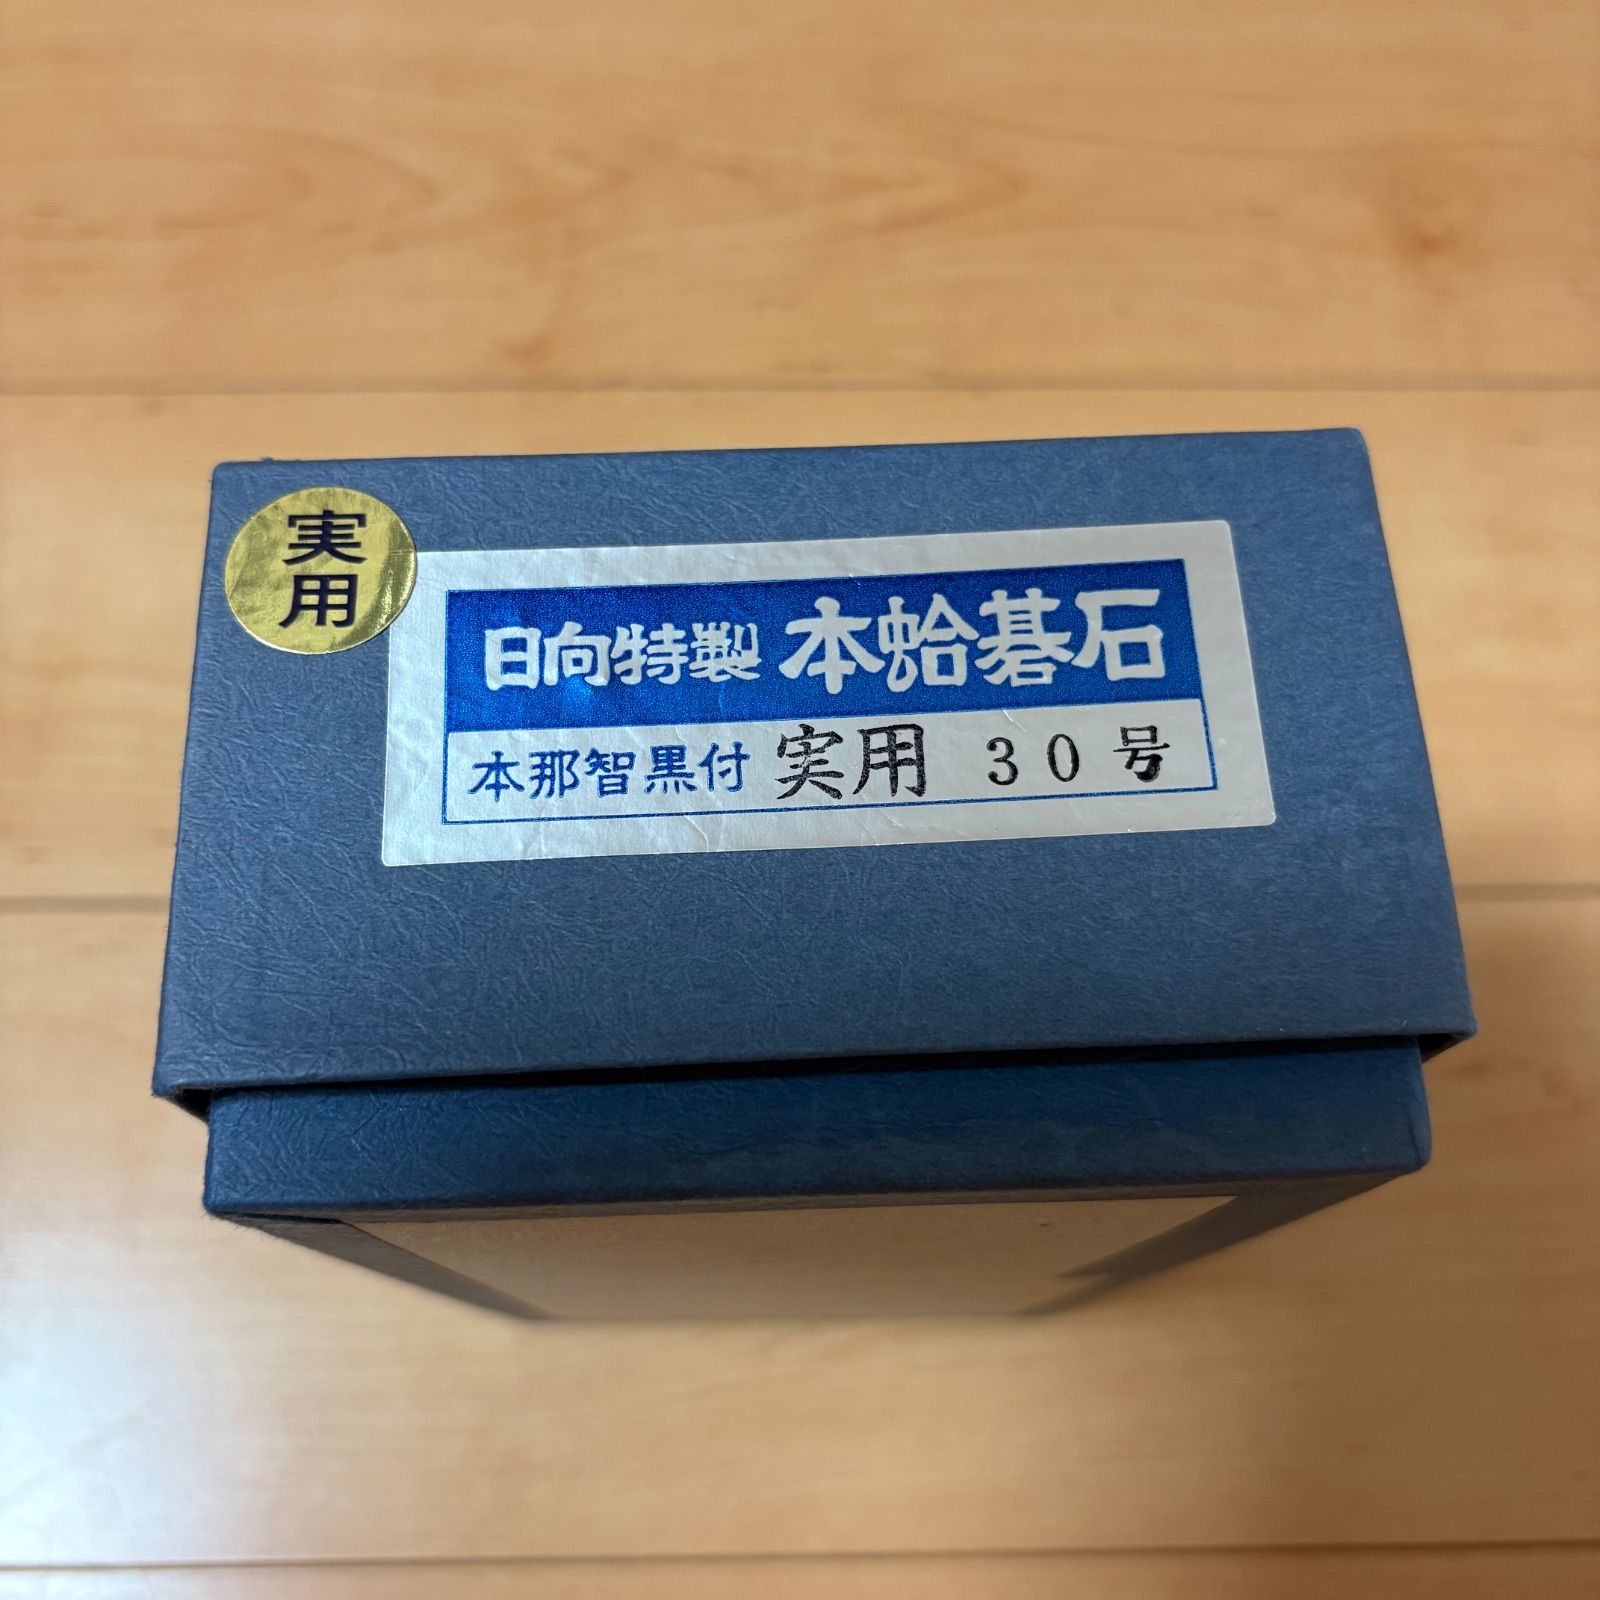 実用
日向特製 本蛤碁石
本那智黒付 実用 30号